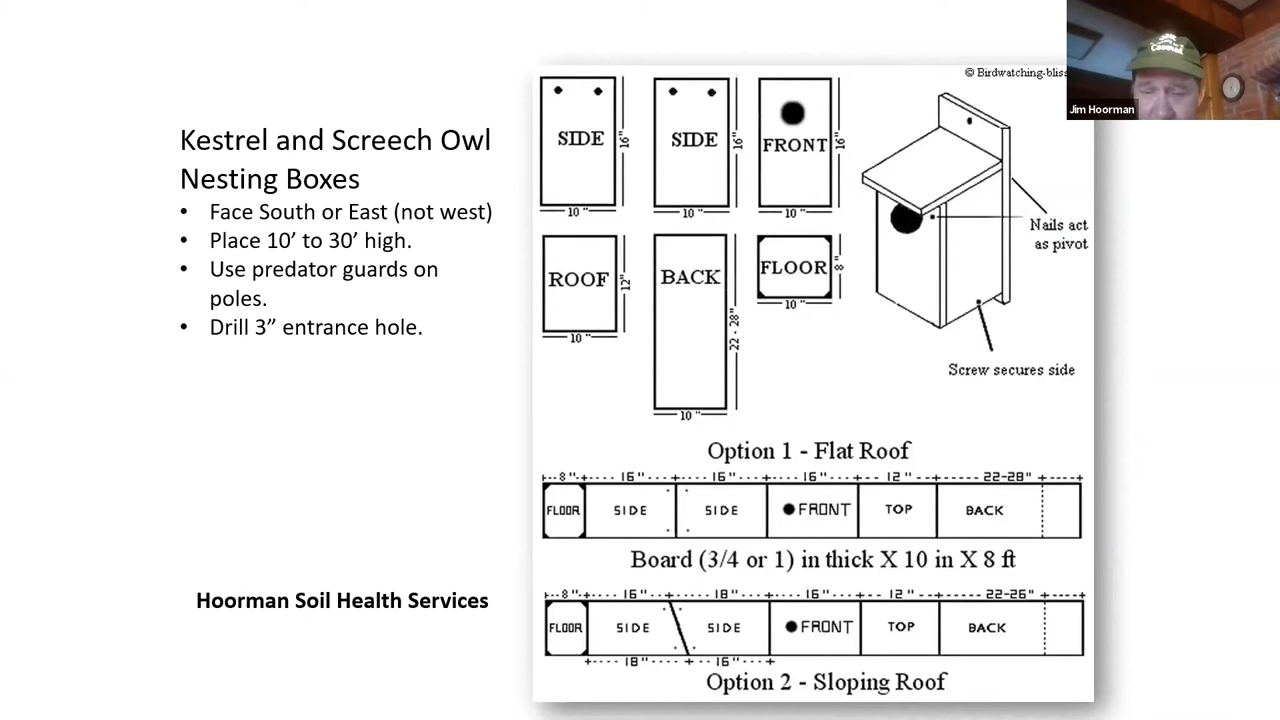 © Birdwatching-blis
Jim Hoorman
Kestrel and Screech Owl
Nesting Boxes
• Face South or East (not west)
• Place 10’ to 30’ high.
• Use predator guards on
poles.
• Drill 3” entrance hole.
Hoorman Soil Health Services
SIDE
16"
10 "
SIDE
16"
10 "
FRONT
16"
10 "
ROOF
12"
10 "
BACK
22 - 28"
10 "
FLOOR
8"
10 "
Nails act
as pivot
Screw secures side
Option 1 - Flat Roof
8" 16" 16" 16" 12" 22-28"
FLOOR SIDE SIDE FRONT TOP BACK
Board (3/4 or 1) in thick X 10 in X 8 ft
8" 16" 18" 16" 12" 22-26"
FLOOR SIDE SIDE FRONT TOP BACK
18" 16"
Option 2 - Sloping Roof